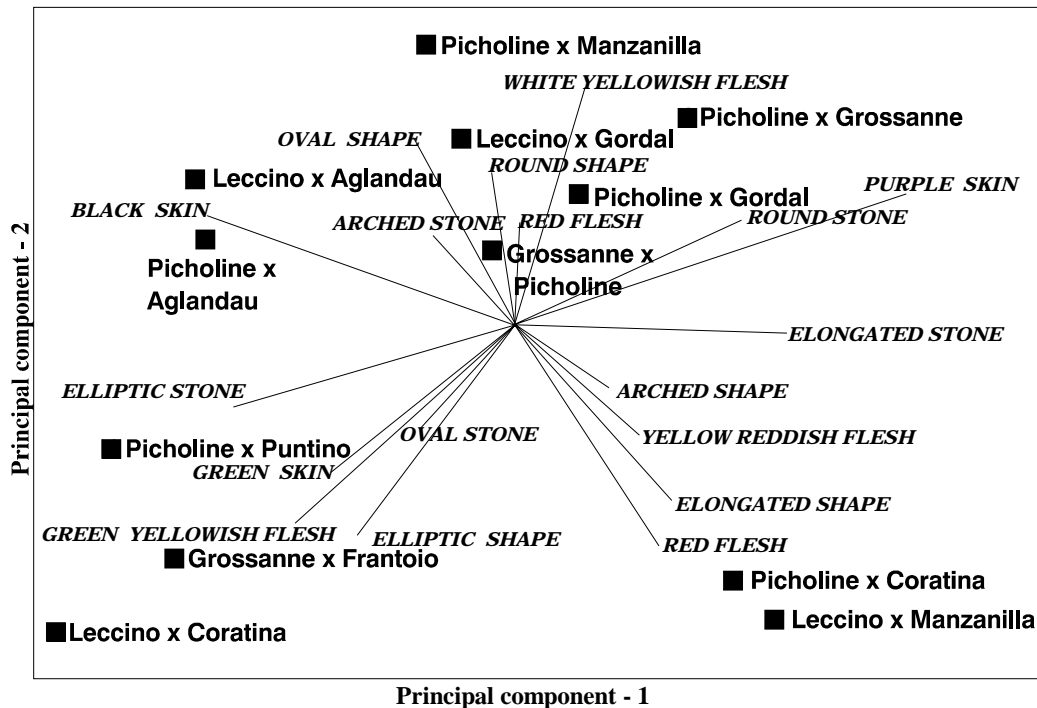 Picholine x Manzanilla
WHITE YELLOWISH FLESH
Picholine x Grossanne
OVAL SHAPE
Leccino x Gordal
ROUND SHAPE
Leccino x Aglandau
Picholine x Gordal
PURPLE SKIN
BLACK SKIN
ARCHED STONE
RED FLESH
ROUND STONE
Picholine x
Aglandau
Grossanne x
Picholine
ELONGATED STONE
ELLIPTIC STONE
ARCHED SHAPE
OVAL STONE
YELLOW REDDISH FLESH
Picholine x Puntino
GREEN SKIN
ELONGATED SHAPE
GREEN YELLOWISH FLESH
ELLIPTIC SHAPE
RED FLESH
Grossanne x Frantoio
Picholine x Coratina
Leccino x Manzanilla
Leccino x Coratina
Principal component - 2
Principal component - 1